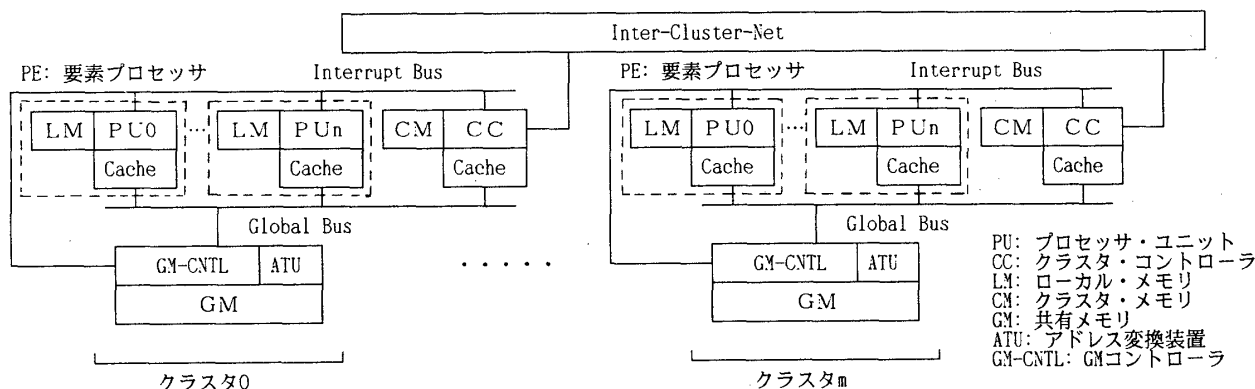 Inter-Cluster-Net
PE: 要素プロセッサ Interrupt Bus PE: 要素プロセッサ Interrupt Bus
LM PU0 ... LM PUn CM CC LM PU0 ... LM PUn CM CC
Cache Cache Cache Cache Cache Cache
Global Bus Global Bus
GM-CNTL ATU ..... GM-CNTL ATU
GM GM
PU: プロセッサ・ユニット
CC: クラスタ・コントローラ
LM: ローカル・メモリ
CM: クラスタ・メモリ
GM: 共有メモリ
ATU: アドレス変換装置
GM-CNTL: GMコントローラ
クラスタ0 クラスタm